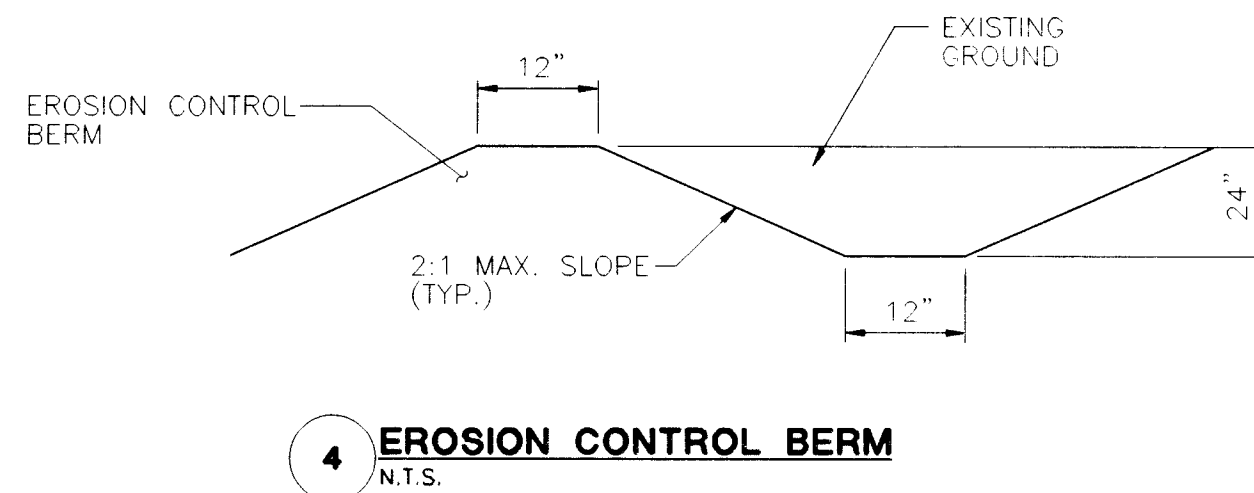 EXISTING
GROUND
12"
EROSION CONTROL
BERM
24"
2:1 MAX. SLOPE
(TYP.)
12"
4 EROSION CONTROL BERM
N.T.S.